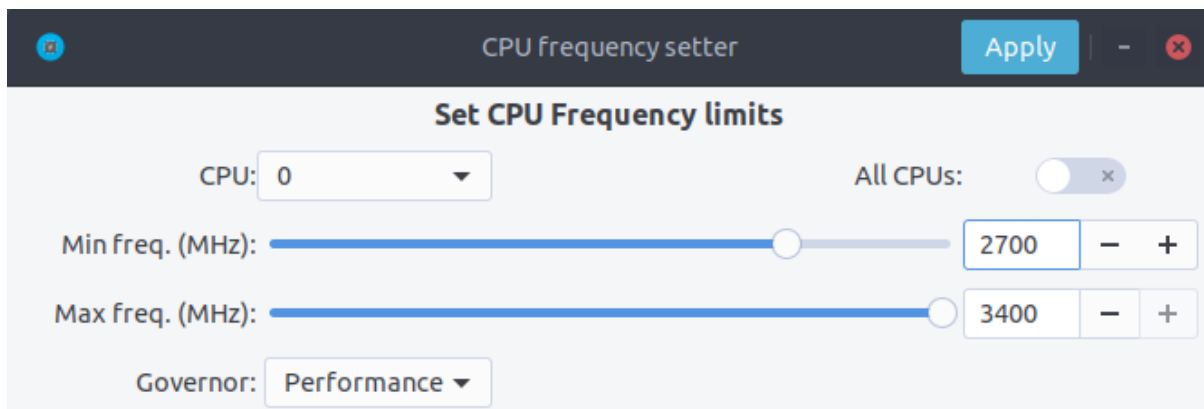 CPU frequency setter Apply
Set CPU Frequency limits
CPU: 0 All CPUs:
Min freq. (MHz): 2700 − +
Max freq. (MHz): 3400 − +
Governor: Performance